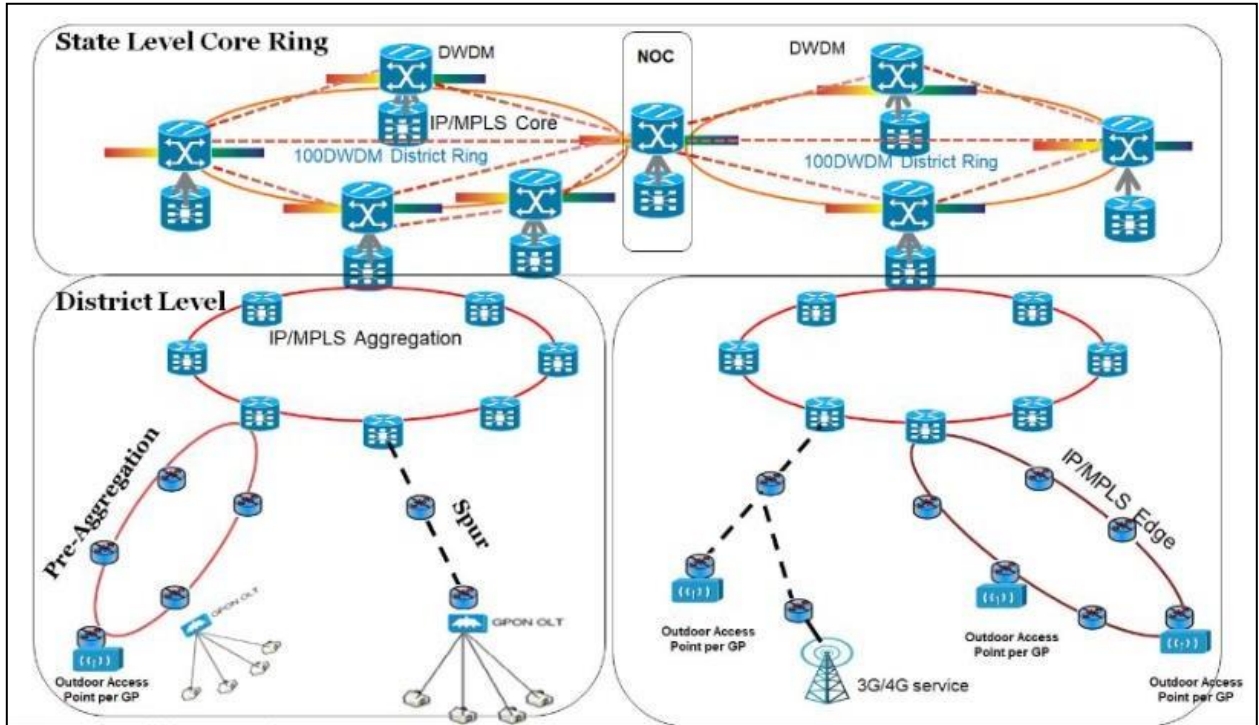 State Level Core Ring
DWDM
NOC
DWDM
IP/MPLS Core
100DWDM District Ring
100DWDM District Ring
District Level
IP/MPLS Aggregation
Pre-Aggregation
Spur
IP/MPLS Edge
GPON OLT
GPON OLT
Outdoor Access
Point per GP
Outdoor Access
Point per GP
3G/4G service
Outdoor Access
Point per GP
Outdoor Access
Point per GP